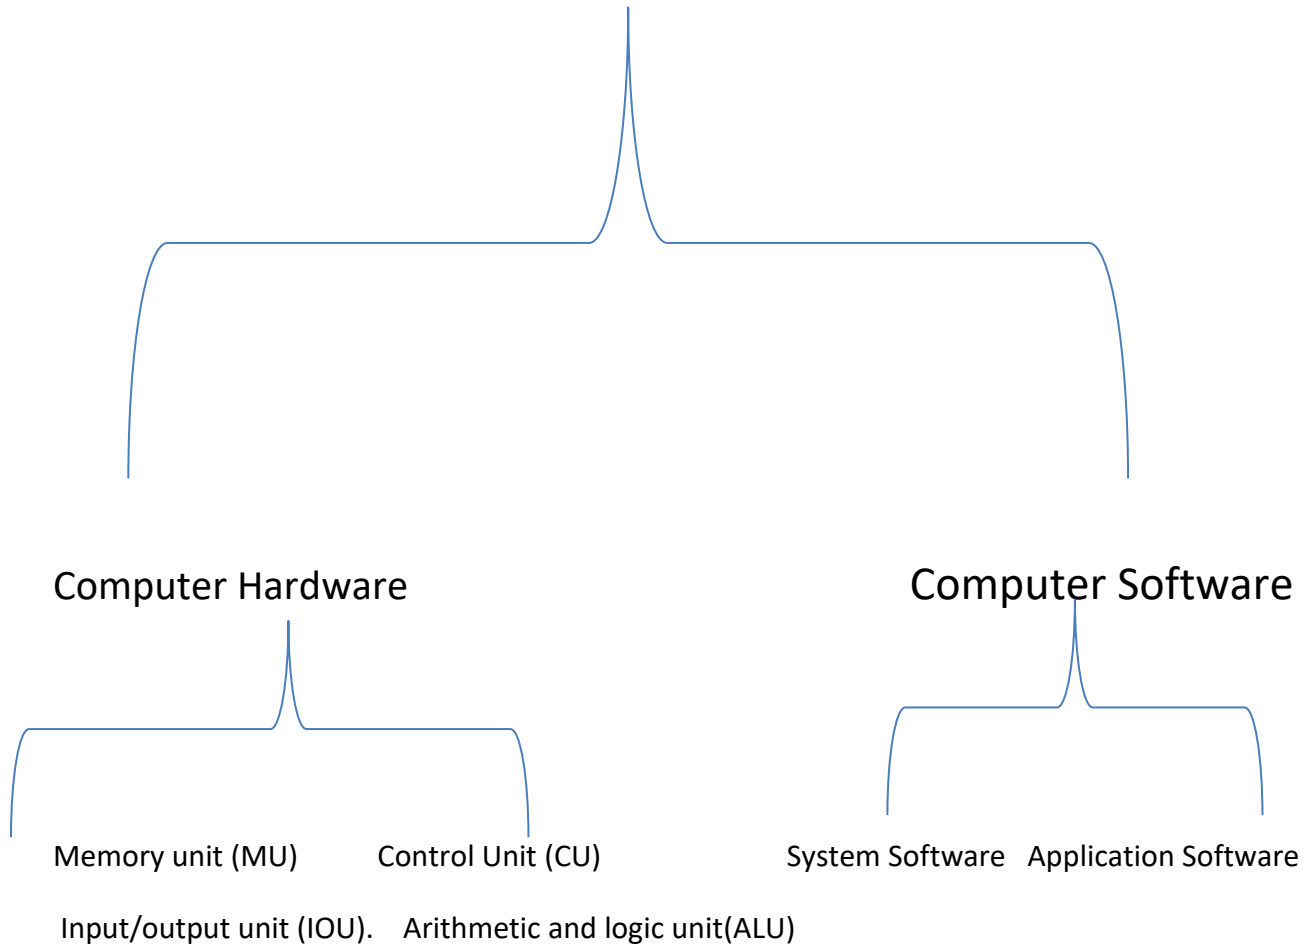 Computer Hardware Computer Software
Memory unit (MU) Control Unit (CU) System Software Application Software
Input/output unit (IOU). Arithmetic and logic unit(ALU)